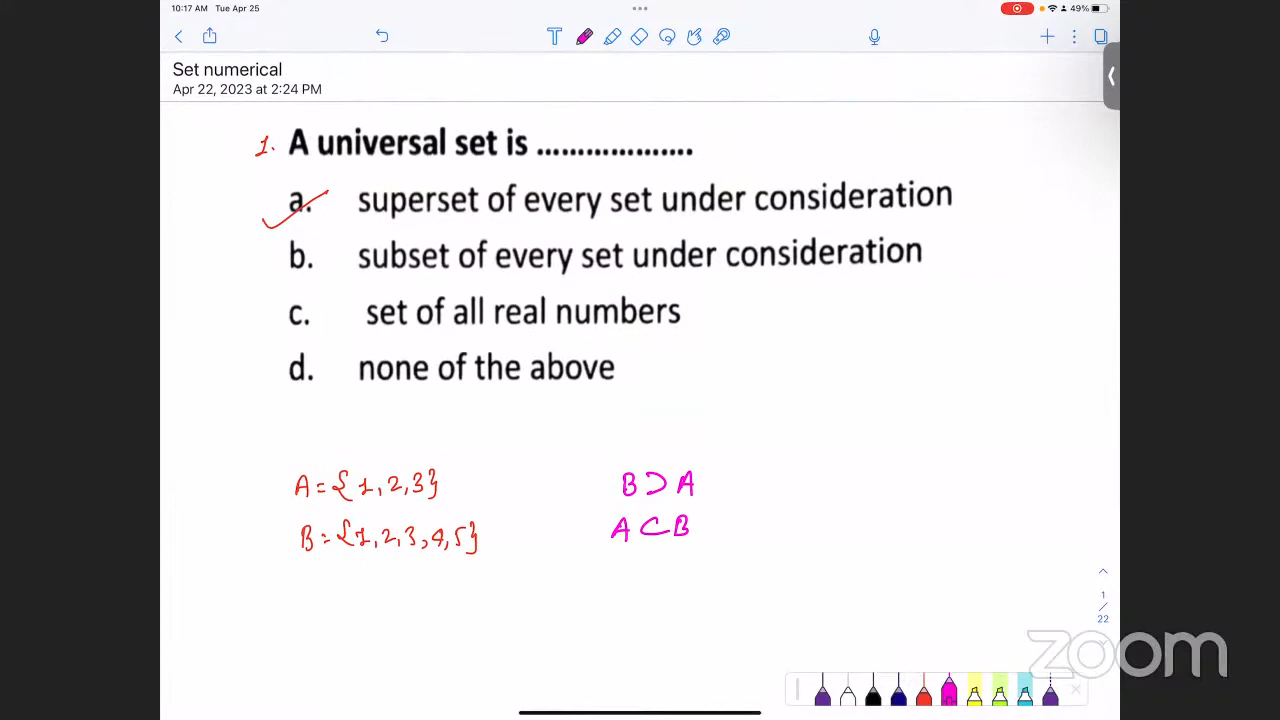 10:17 AM Tue Apr 25
49%
Set numerical
Apr 22, 2023 at 2:24 PM
1. A universal set is ...................
a. superset of every set under consideration
b. subset of every set under consideration
c. set of all real numbers
d. none of the above
A = {1, 2, 3}
B ⊃ A
B = {1, 2, 3, 4, 5}
A ⊂ B
1
/
22
zoom